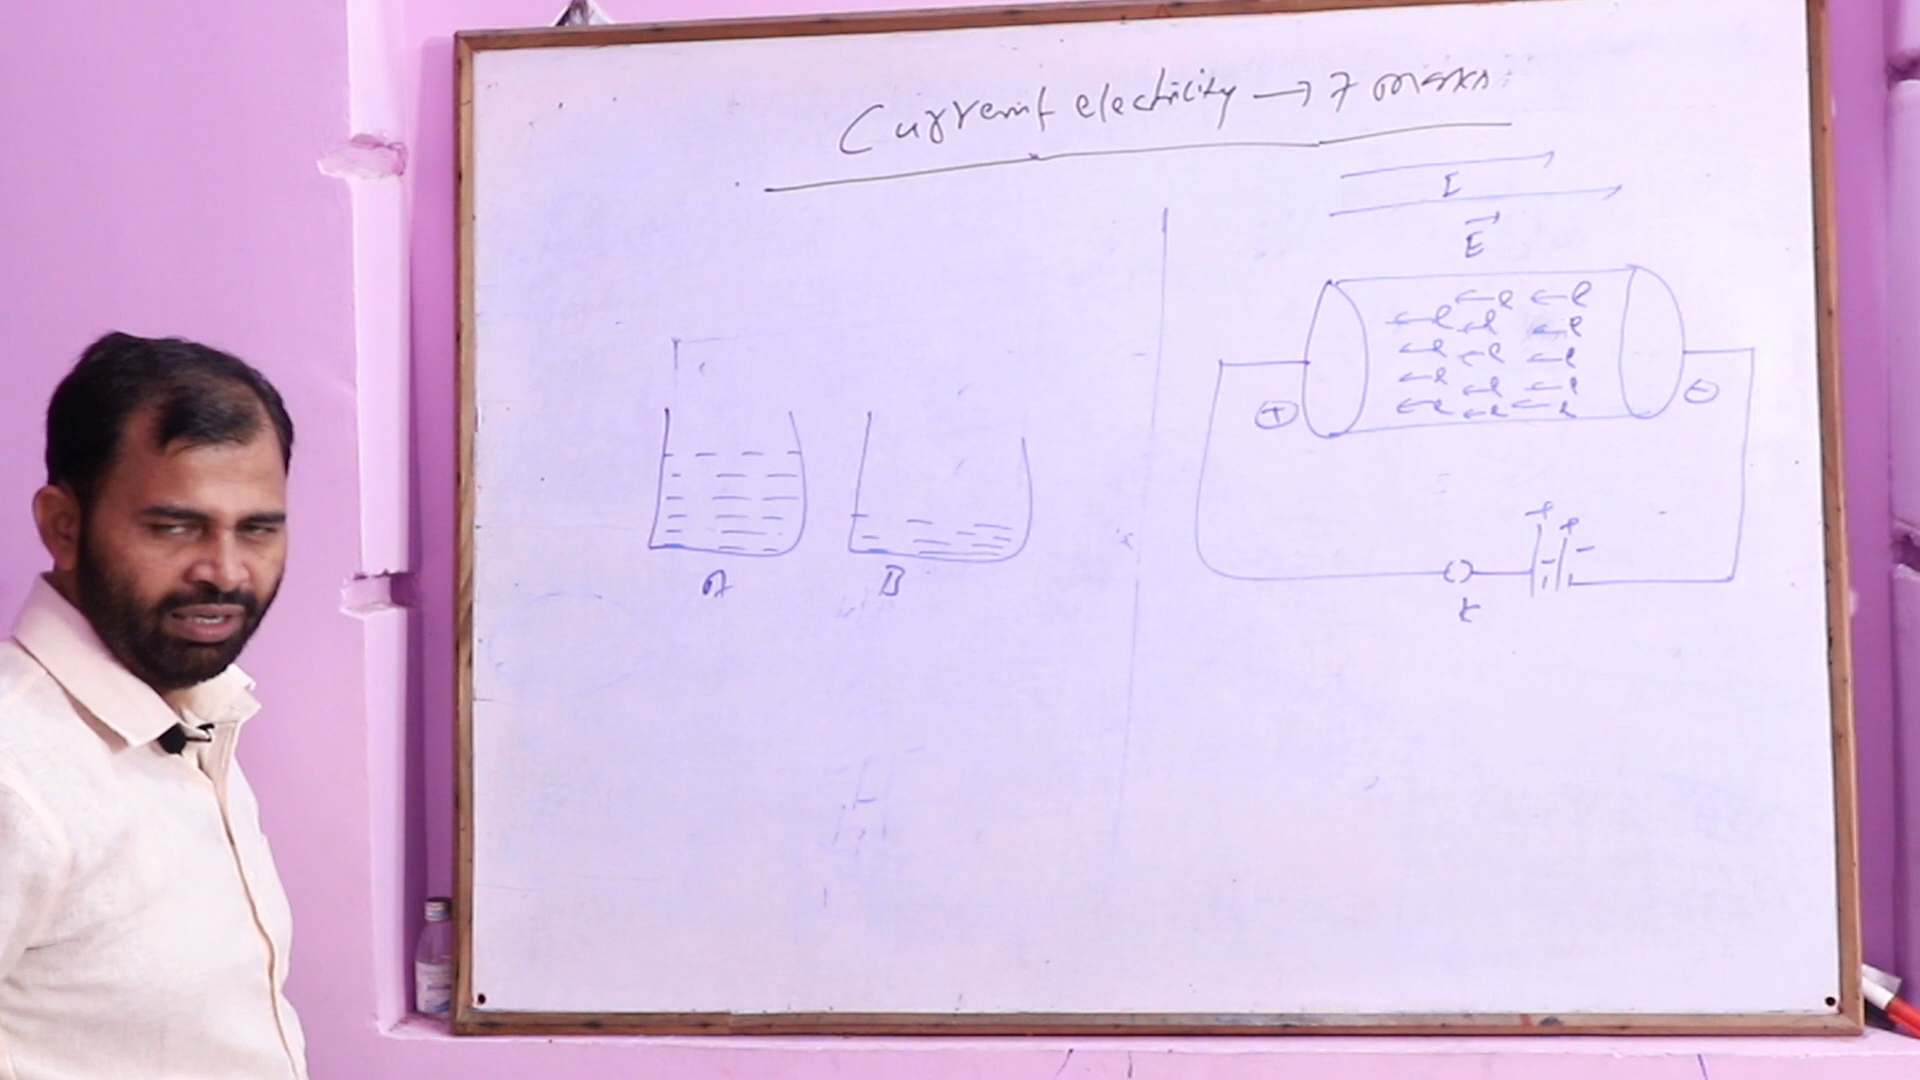 Current electricity → 7 marks
I
E
← e ← e
← e ← e ← e
← e ← e ← e
← e ← e ← e
← e ← e ← e
+ −
+ +
− −
A B
K